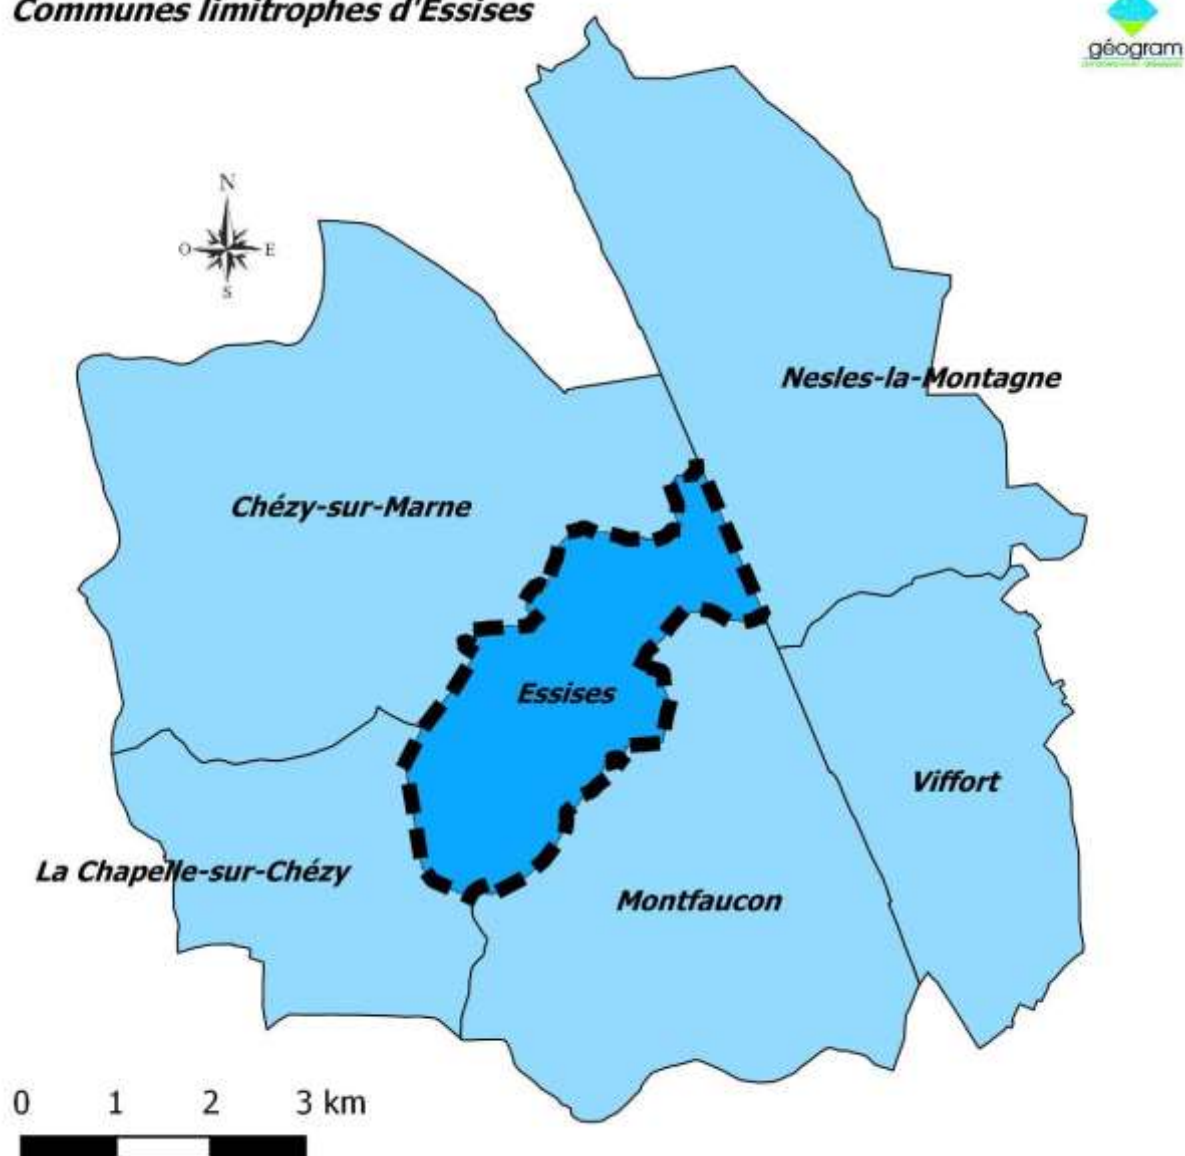 Communes limitrophes d'Essises
géogram
N
O E
S
Nesles-la-Montagne
Chézy-sur-Marne
Essises
Viffort
La Chapelle-sur-Chézy
Montfaucon
0 1 2 3 km